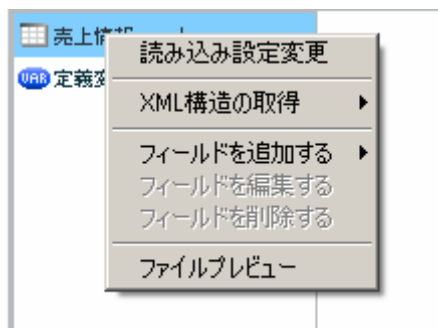 売上情
読み込み設定変更
定義変
XML構造の取得
フィールドを追加する
フィールドを編集する
フィールドを削除する
ファイルプレビュー